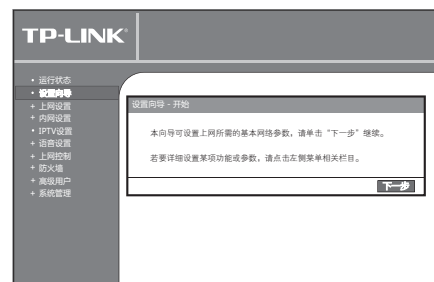 TP-LINK®
• 运行状态
• 设置向导
+ 上网设置
+ 内网设置
• IPTV设置
+ 语音设置
+ 上网控制
+ 防火墙
+ 高级用户
+ 系统管理
设置向导 - 开始
本向导可设置上网所需的基本网络参数，请单击“下一步”继续。
若要详细设置某项功能或参数，请点击左侧菜单相关栏目。
下一步